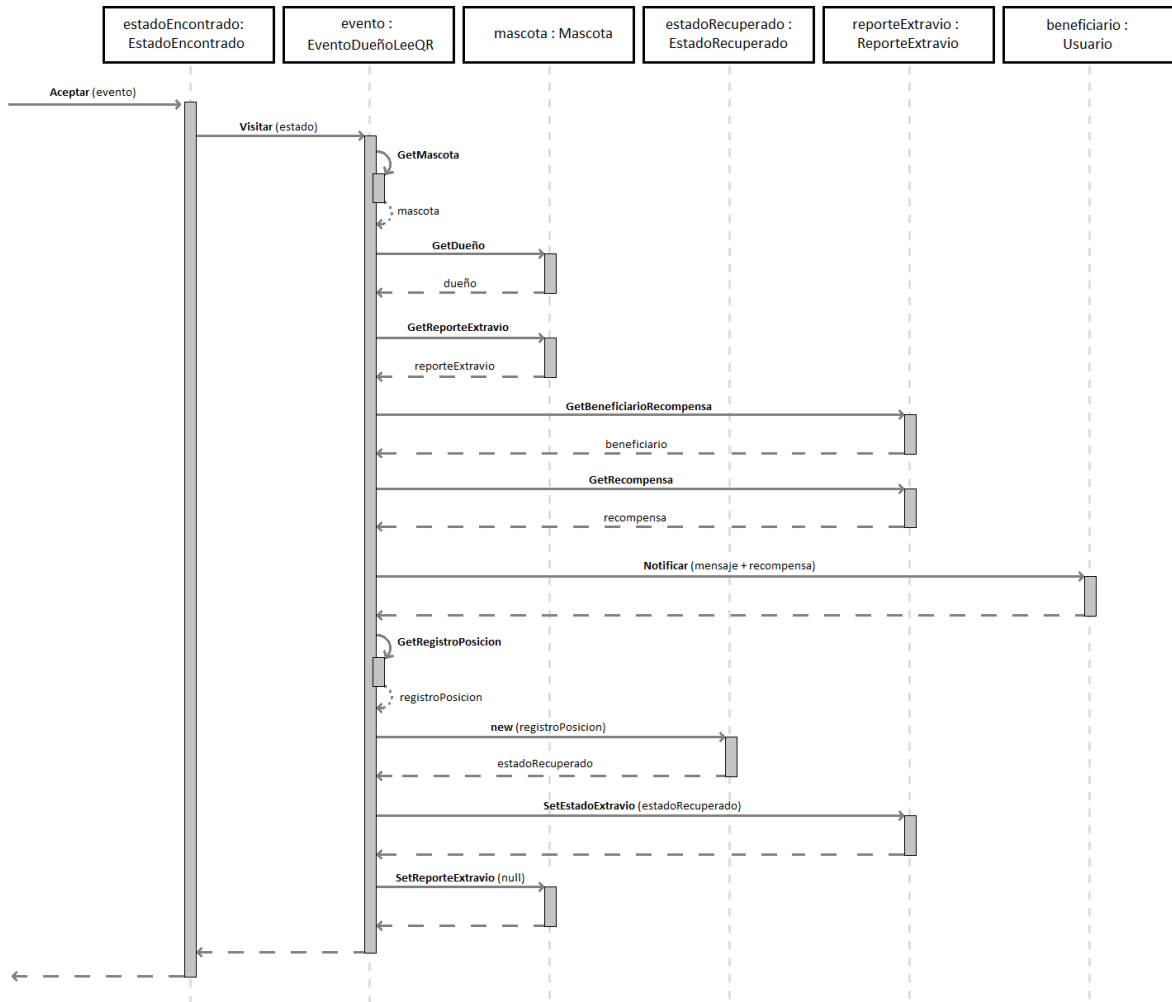 estadoEncontrado:
EstadoEncontrado
evento :
EventoDueñoLeeQR
mascota : Mascota
estadoRecuperado :
EstadoRecuperado
reporteExtravio :
ReporteExtravio
beneficiario :
Usuario
Aceptar (evento)
Visitar (estado)
GetMascota
mascota
GetDueño
dueño
GetReporteExtravio
reporteExtravio
GetBeneficiarioRecompensa
beneficiario
GetRecompensa
recompensa
Notificar (mensaje + recompensa)
GetRegistroPosicion
registroPosicion
new (registroPosicion)
estadoRecuperado
SetEstadoExtravio (estadoRecuperado)
SetReporteExtravio (null)